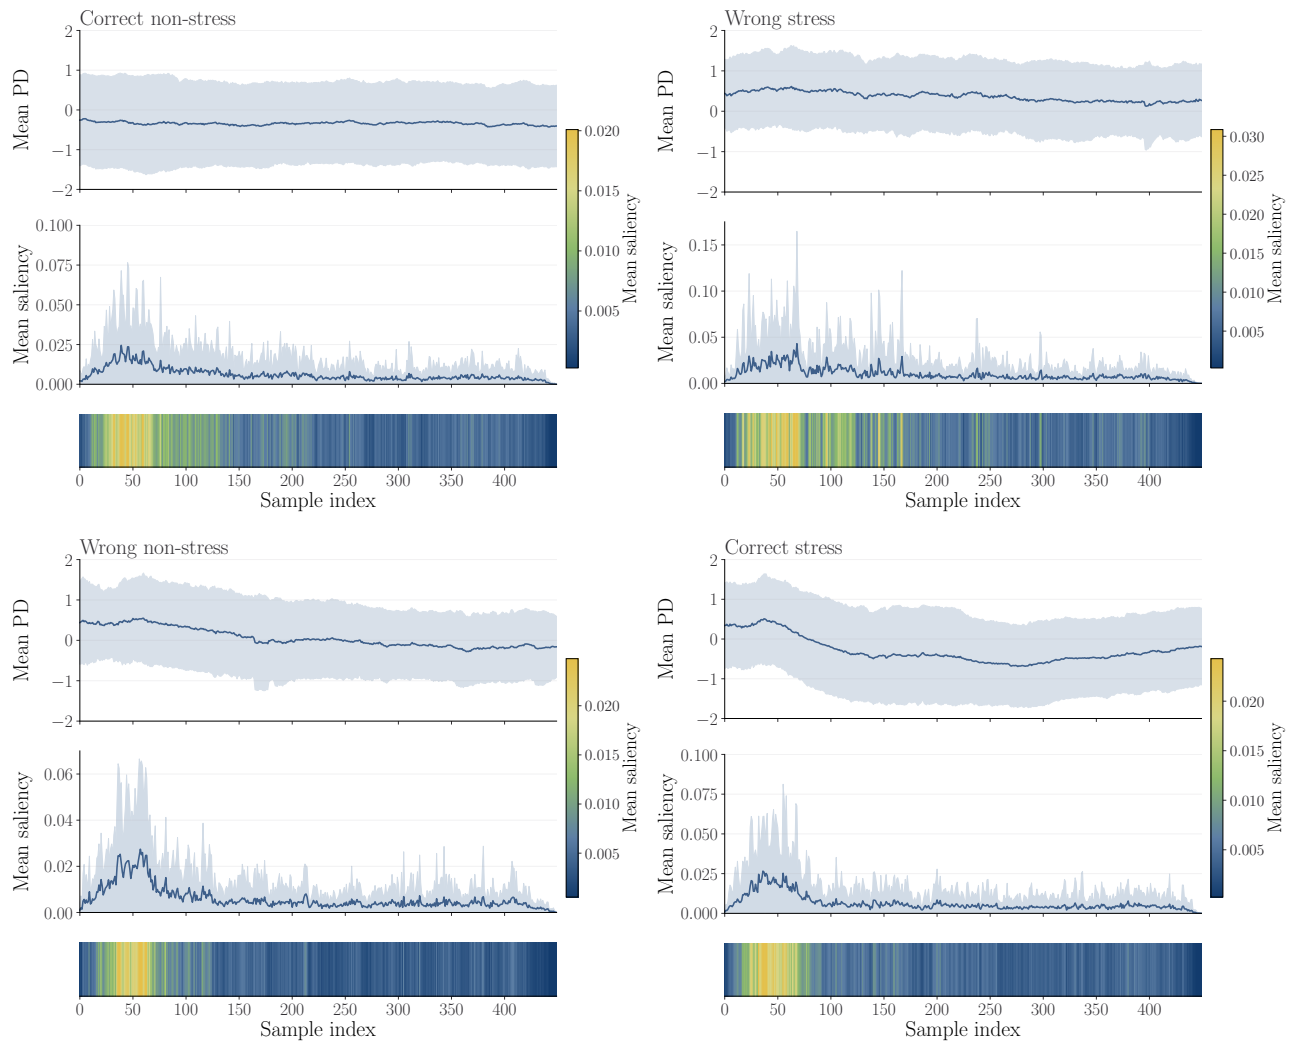 Correct non-stress
2
1
0
−1
−2
Mean PD
0.100
0.075
0.050
0.025
0.000
Mean saliency
0.020
0.015
0.010
0.005
Mean saliency
0 50 100 150 200 250 300 350 400
Sample index
Wrong stress
2
1
0
−1
−2
Mean PD
0.15
0.10
0.05
0.00
Mean saliency
0.030
0.025
0.020
0.015
0.010
0.005
Mean saliency
0 50 100 150 200 250 300 350 400
Sample index
Wrong non-stress
2
1
0
−1
−2
Mean PD
0.06
0.04
0.02
0.00
Mean saliency
0.020
0.015
0.010
0.005
Mean saliency
0 50 100 150 200 250 300 350 400
Sample index
Correct stress
2
1
0
−1
−2
Mean PD
0.100
0.075
0.050
0.025
0.000
Mean saliency
0.020
0.015
0.010
0.005
Mean saliency
0 50 100 150 200 250 300 350 400
Sample index